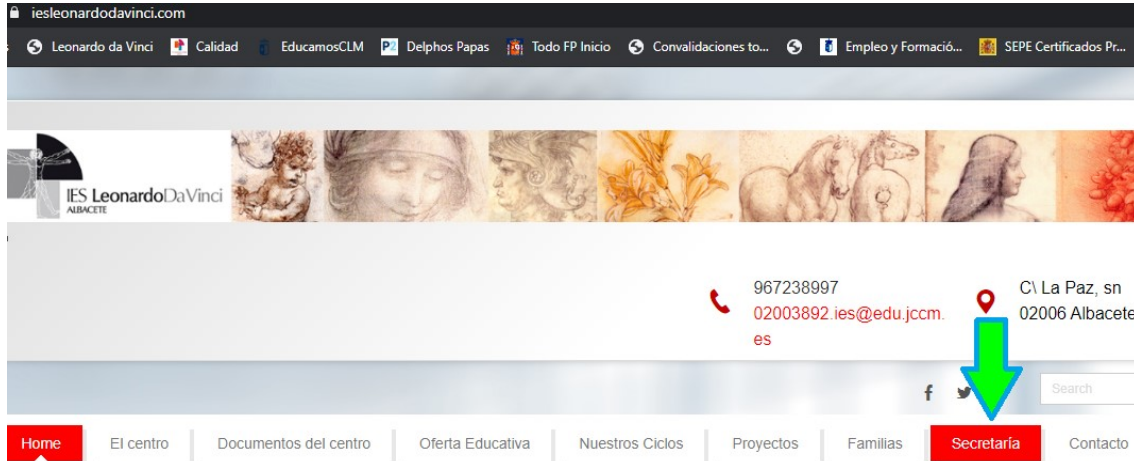 iesleonardodavinci.com
Leonardo da Vinci Calidad EducamosCLM P2 Delphos Papas Todo FP Inicio Convalidaciones to... Empleo y Formació... SEPE Certificados Pr...
IES LeonardoDaVinci
ALBACETE
967238997
02003892.ies@edu.jccm.
es
C\ La Paz, sn
02006 Albacete
f
Search
Home El centro Documentos del centro Oferta Educativa Nuestros Ciclos Proyectos Familias Secretaría Contacto